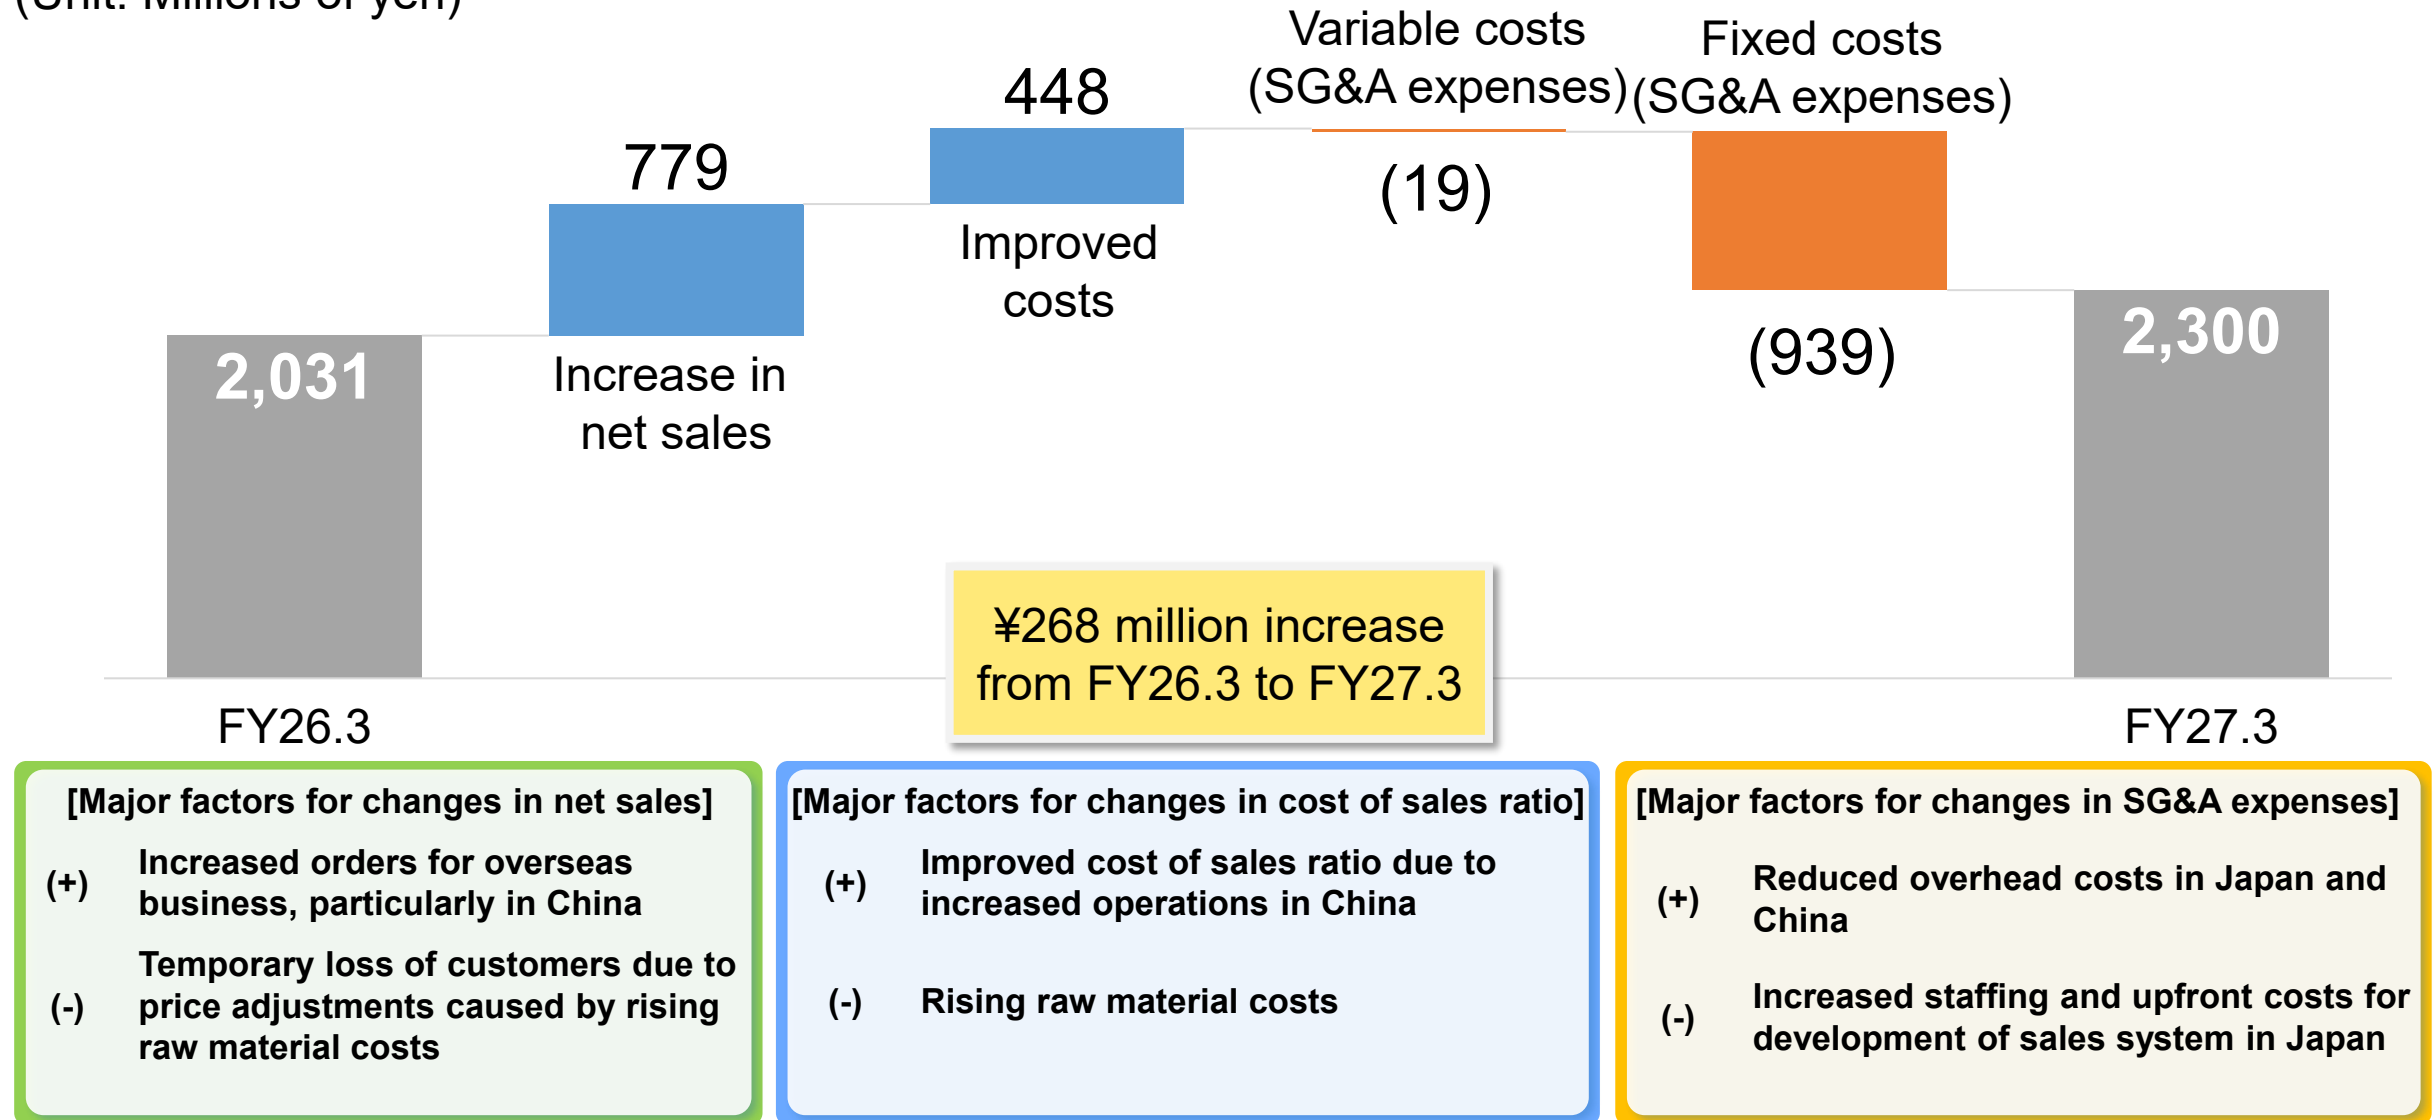 (Unit: Millions of yen)
Variable costs
(SG&A expenses)
Fixed costs
(SG&A expenses)
448
779
(19)
Improved
costs
2,031
Increase in
net sales
(939)
2,300
¥268 million increase
from FY26.3 to FY27.3
FY26.3
FY27.3
[Major factors for changes in net sales]
(+) Increased orders for overseas
business, particularly in China
(-) Temporary loss of customers due to
price adjustments caused by rising
raw material costs
[Major factors for changes in cost of sales ratio]
(+) Improved cost of sales ratio due to
increased operations in China
(-) Rising raw material costs
[Major factors for changes in SG&A expenses]
(+) Reduced overhead costs in Japan and
China
(-) Increased staffing and upfront costs for
development of sales system in Japan